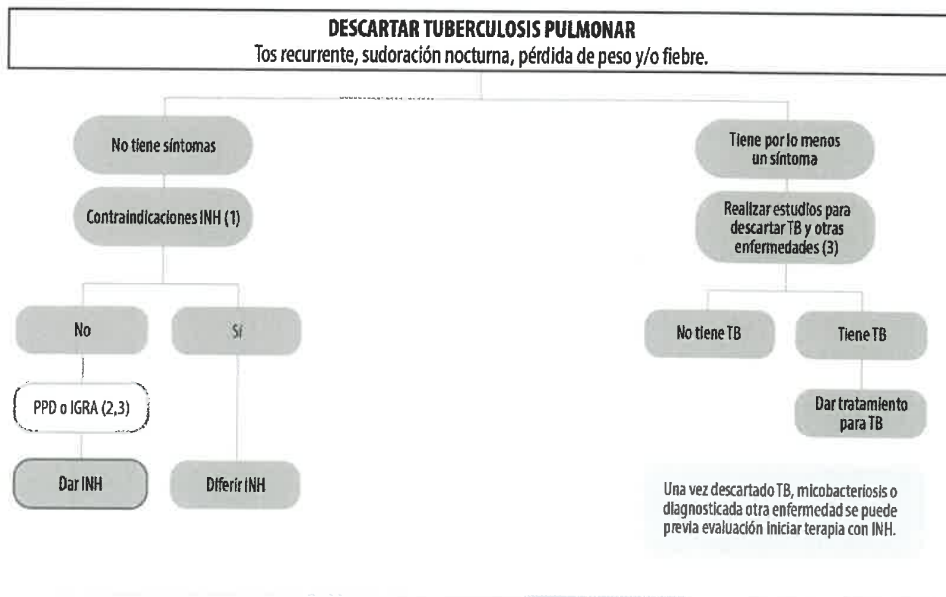 DESCARTAR TUBERCULOSIS PULMONAR
Tos recurrente, sudoración nocturna, pérdida de peso y/o fiebre.
No tiene síntomas
Contraindicaciones INH (1)
No
Sí
PPD o IGRA (2,3)
Dar INH
Diferir INH
Tiene por lo menos
un síntoma
Realizar estudios para
descartar TB y otras
enfermedades (3)
No tiene TB
Tiene TB
Dar tratamiento
para TB
Una vez descartado TB, micobacteriosis o
diagnosticada otra enfermedad se puede
previa evaluación iniciar terapia con INH.